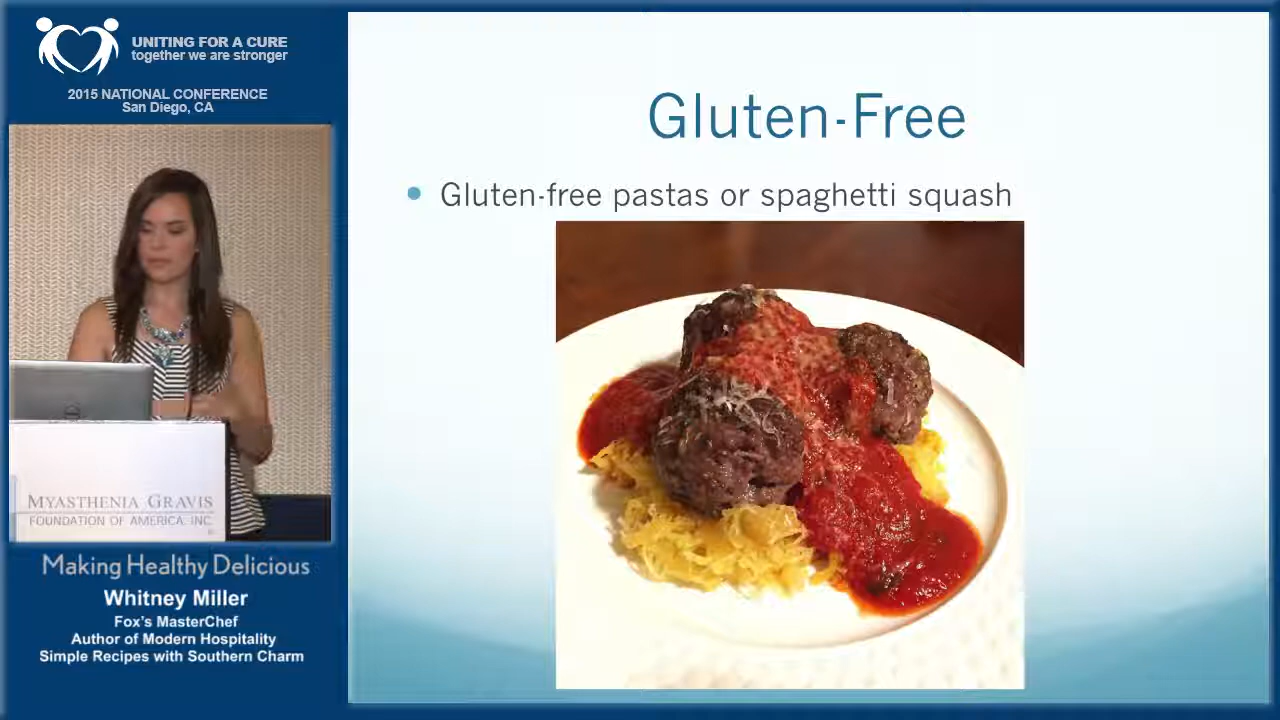 UNITING FOR A CURE
together we are stronger
2015 NATIONAL CONFERENCE
San Diego, CA
Gluten-Free
• Gluten-free pastas or spaghetti squash
MYASTHENIA GRAVIS
FOUNDATION OF AMERICA, INC.
Making Healthy Delicious
Whitney Miller
Fox's MasterChef
Author of Modern Hospitality
Simple Recipes with Southern Charm